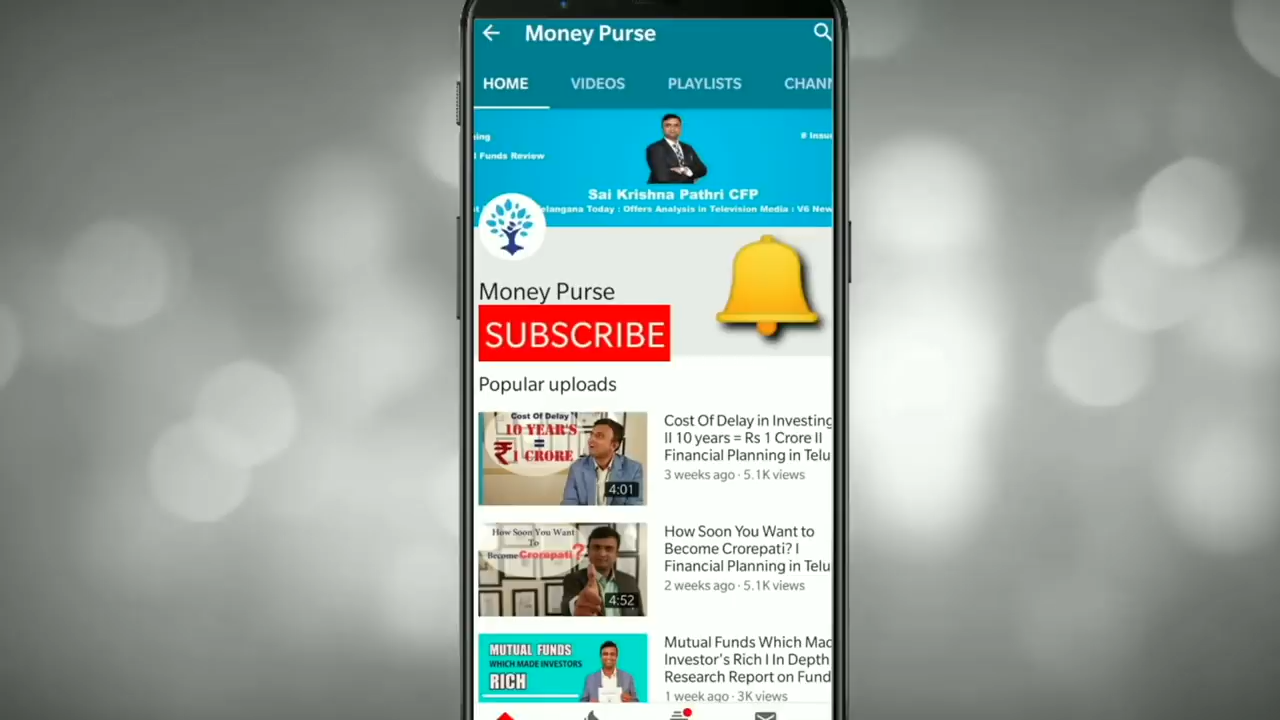 Money Purse
HOME VIDEOS PLAYLISTS CHANN
ning # Insu
l Funds Review
Sai Krishna Pathri CFP
elangana Today : Offers Analysis in Television Media : V6 New
Money Purse
SUBSCRIBE
Popular uploads
Cost Of Delay
10 YEAR'S
=
₹1 CRORE
4:01
Cost Of Delay in Investing
II 10 years = Rs 1 Crore II
Financial Planning in Telu
3 weeks ago · 5.1K views
How Soon You Want
To
Become Crorepati?
4:52
How Soon You Want to
Become Crorepati? I
Financial Planning in Telu
2 weeks ago · 5.1K views
MUTUAL FUNDS
WHICH MADE INVESTORS
RICH
Mutual Funds Which Mad
Investor's Rich I In Depth
Research Report on Fund
1 week ago · 3K views